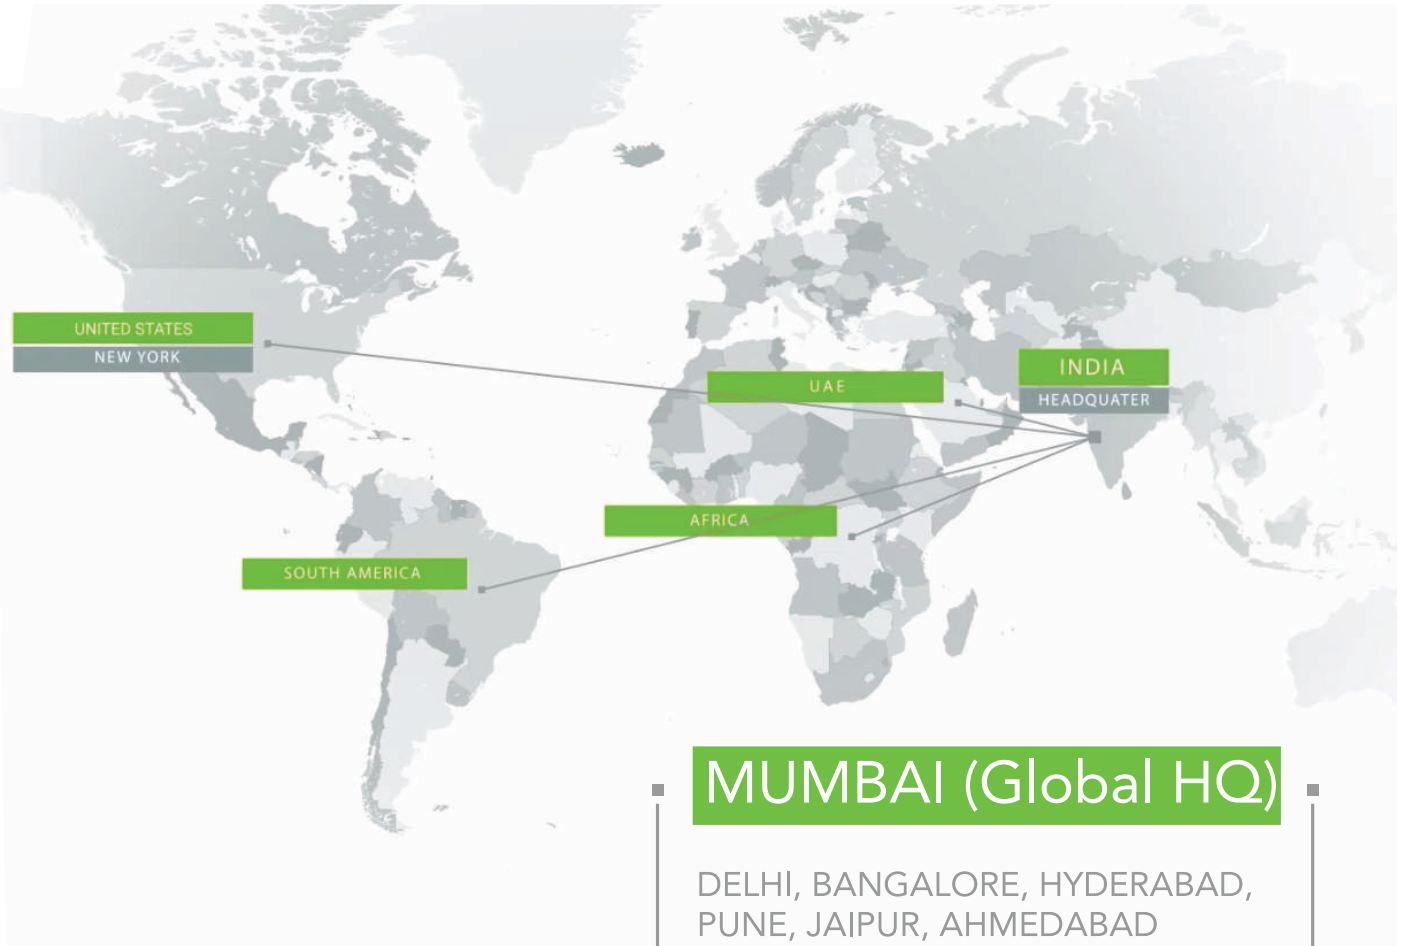 UNITED STATES
NEW YORK
INDIA
HEADQUATER
UAE
AFRICA
SOUTH AMERICA
MUMBAI (Global HQ)
DELHI, BANGALORE, HYDERABAD,
PUNE, JAIPUR, AHMEDABAD